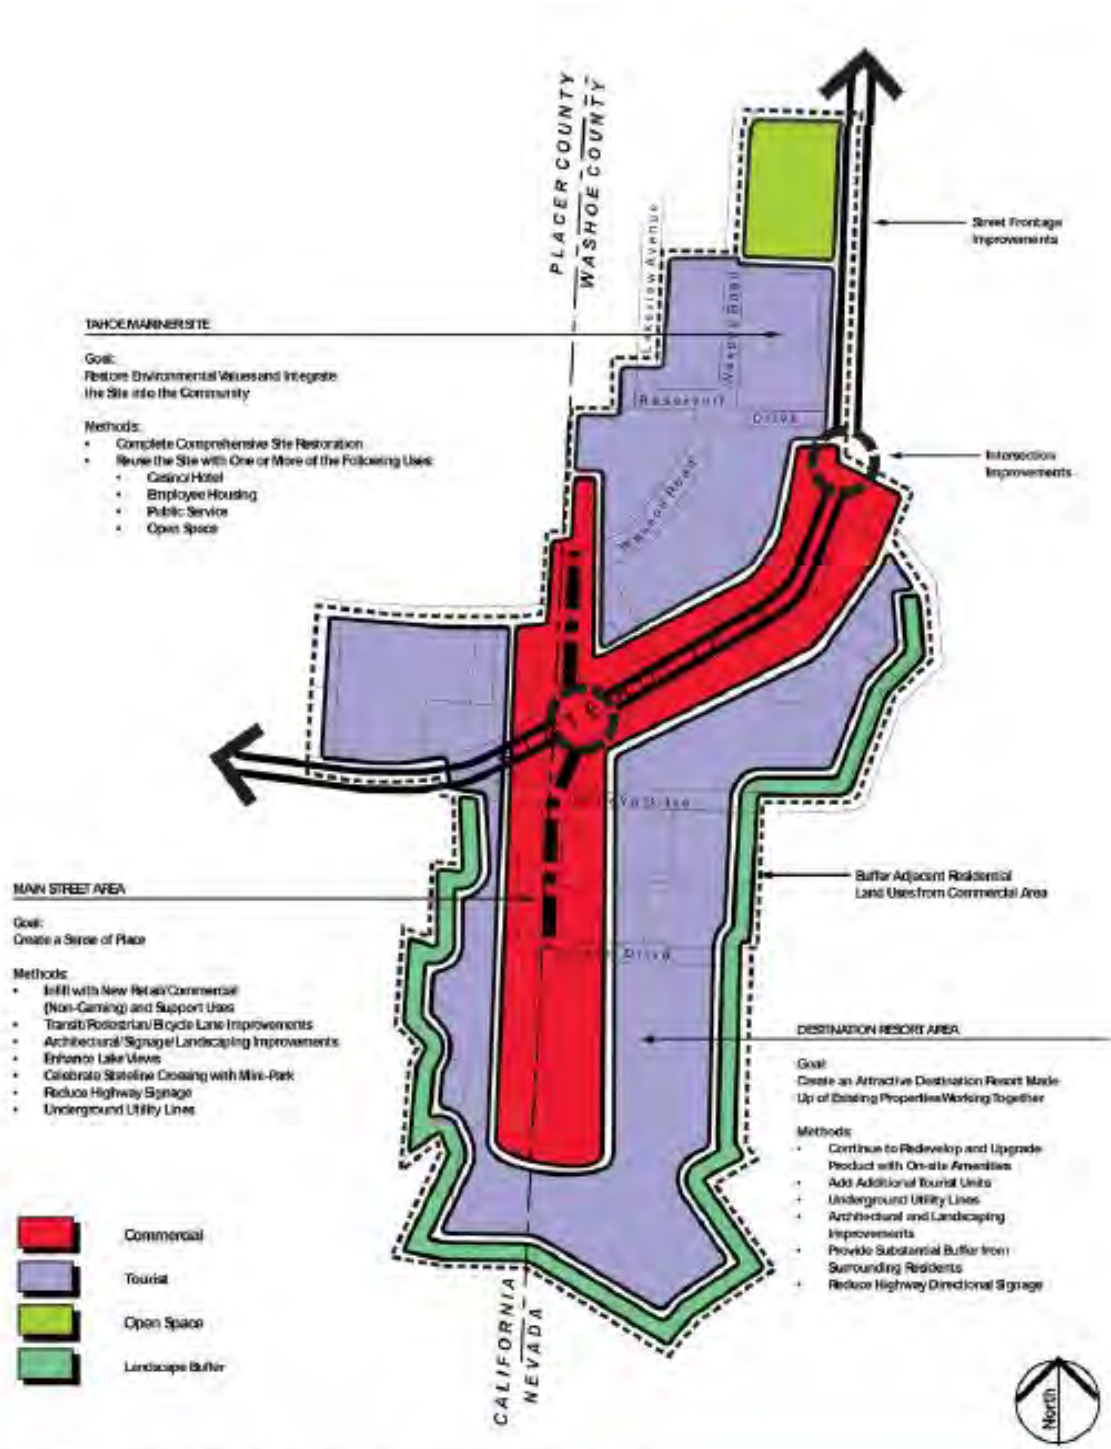 PLACER COUNTY
WASHOE COUNTY
Lakeview Avenue
Wassou Road
Reservoir
Drive
Street Frontage
Improvements
Intersection
Improvements
TAHOE MARINER SITE
Goal:
Restore Environmental Values and Integrate
the Site into the Community
Methods:
• Complete Comprehensive Site Restoration
• Reuse the Site with One or More of the Following Uses:
• Casino/Hotel
• Employee Housing
• Public Service
• Open Space
Buffer Adjacent Residential
Land Uses from Commercial Area
MAIN STREET AREA
Goal:
Create a Sense of Place
Methods:
• Infill with New Retail/Commercial
(Non-Gaming) and Support Uses
• Transit/Pedestrian/Bicycle Lane Improvements
• Architectural/Signage/Landscaping Improvements
• Enhance Lake Views
• Celebrate Stateline Crossing with Mini-Park
• Reduce Highway Signage
• Underground Utility Lines
Drive
DESTINATION RESORT AREA
Goal:
Create an Attractive Destination Resort Made
Up of Existing Properties Working Together
Methods:
• Continue to Redevelop and Upgrade
Product with On-site Amenities
• Add Additional Tourist Units
• Underground Utility Lines
• Architectural and Landscaping
Improvements
• Provide Substantial Buffer from
Surrounding Residents
• Reduce Highway Directional Signage
Commercial
Tourist
Open Space
Landscape Buffer
CALIFORNIA
NEVADA
North